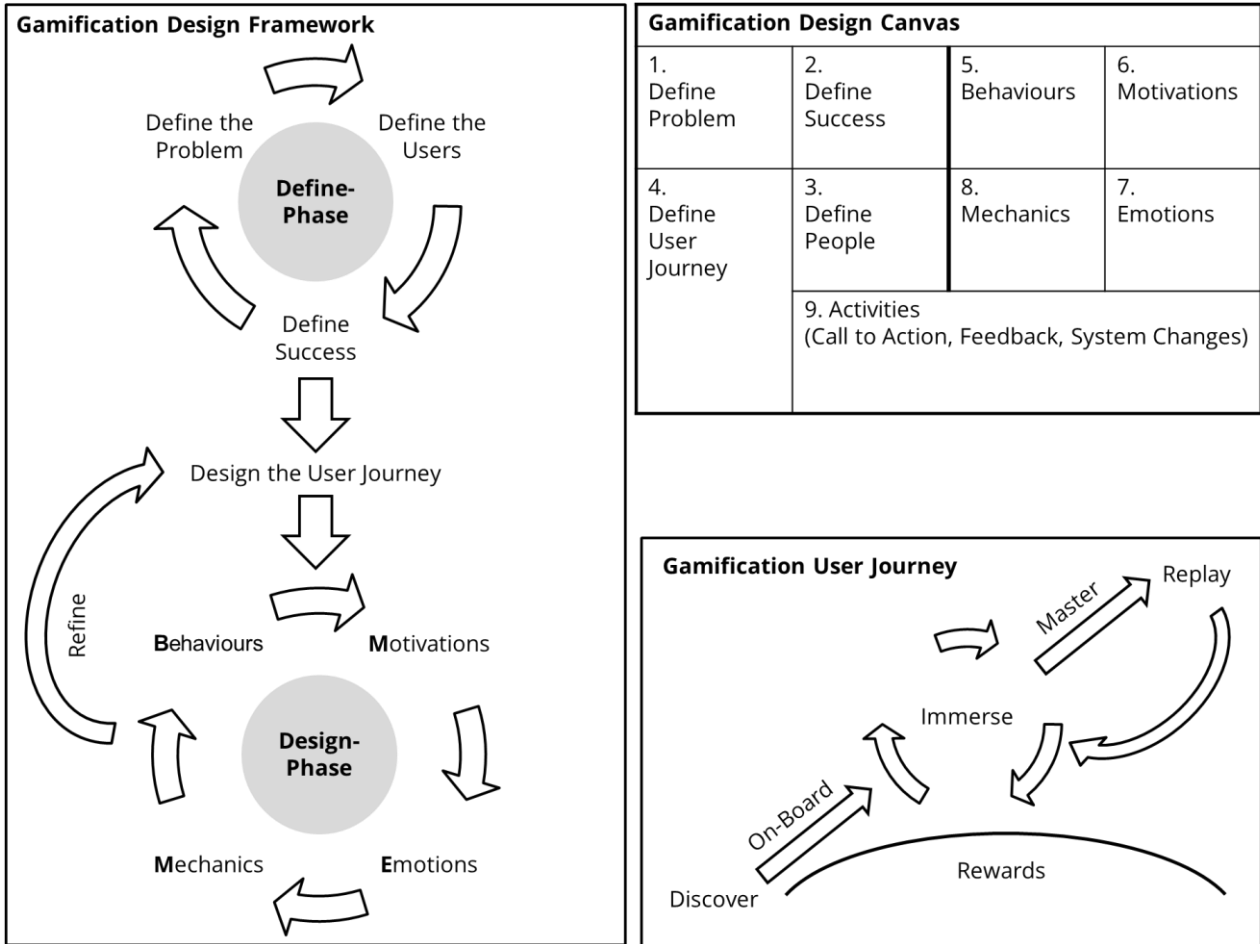 Gamification Design Framework
Define the
Problem
Define the
Users
Define-
Phase
Define
Success
Design the User Journey
Refine
Behaviours
Motivations
Design-
Phase
Mechanics
Emotions
Gamification Design Canvas
1.
Define
Problem
2.
Define
Success
5.
Behaviours
6.
Motivations
4.
Define
User
Journey
3.
Define
People
8.
Mechanics
7.
Emotions
9. Activities
(Call to Action, Feedback, System Changes)
Gamification User Journey
Replay
Master
Immerse
On-Board
Rewards
Discover